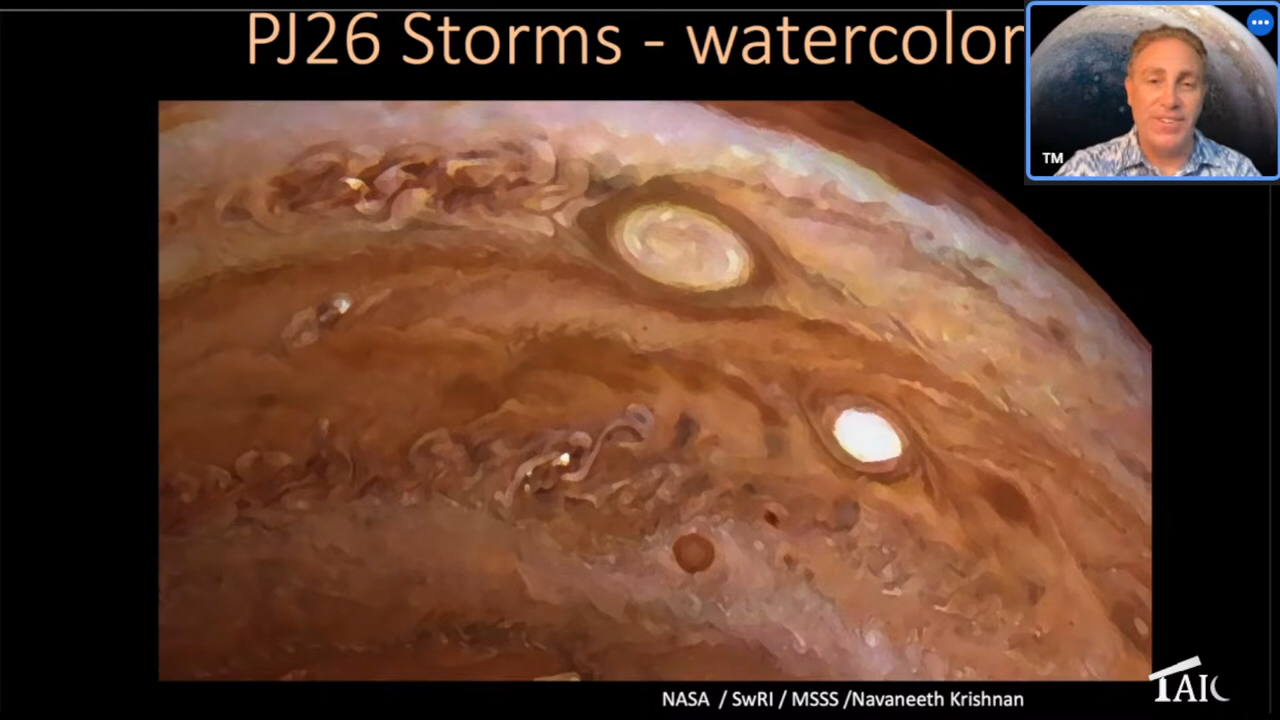 PJ26 Storms - watercolor
TM
NASA / SwRI / MSSS /Navaneeth Krishnan
TAIC